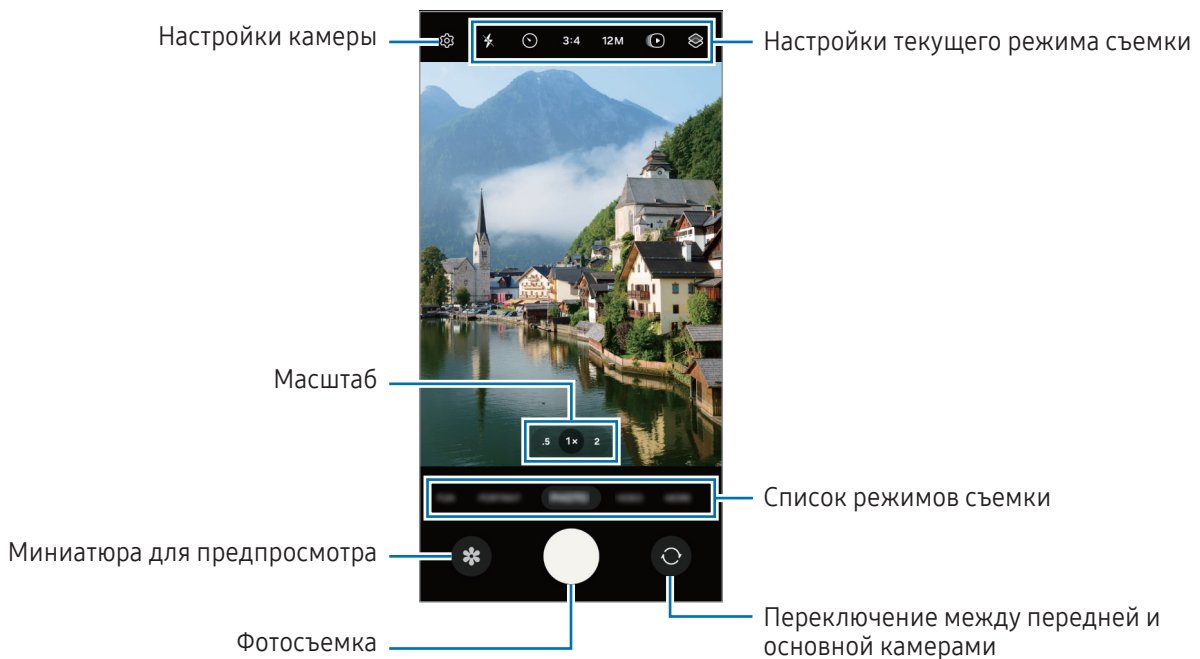 Настройки камеры
3:4
12M
Настройки текущего режима съемки
Масштаб
.5 1× 2
Список режимов съемки
Миниатюра для предпросмотра
Фотосъемка
Переключение между передней и
основной камерами